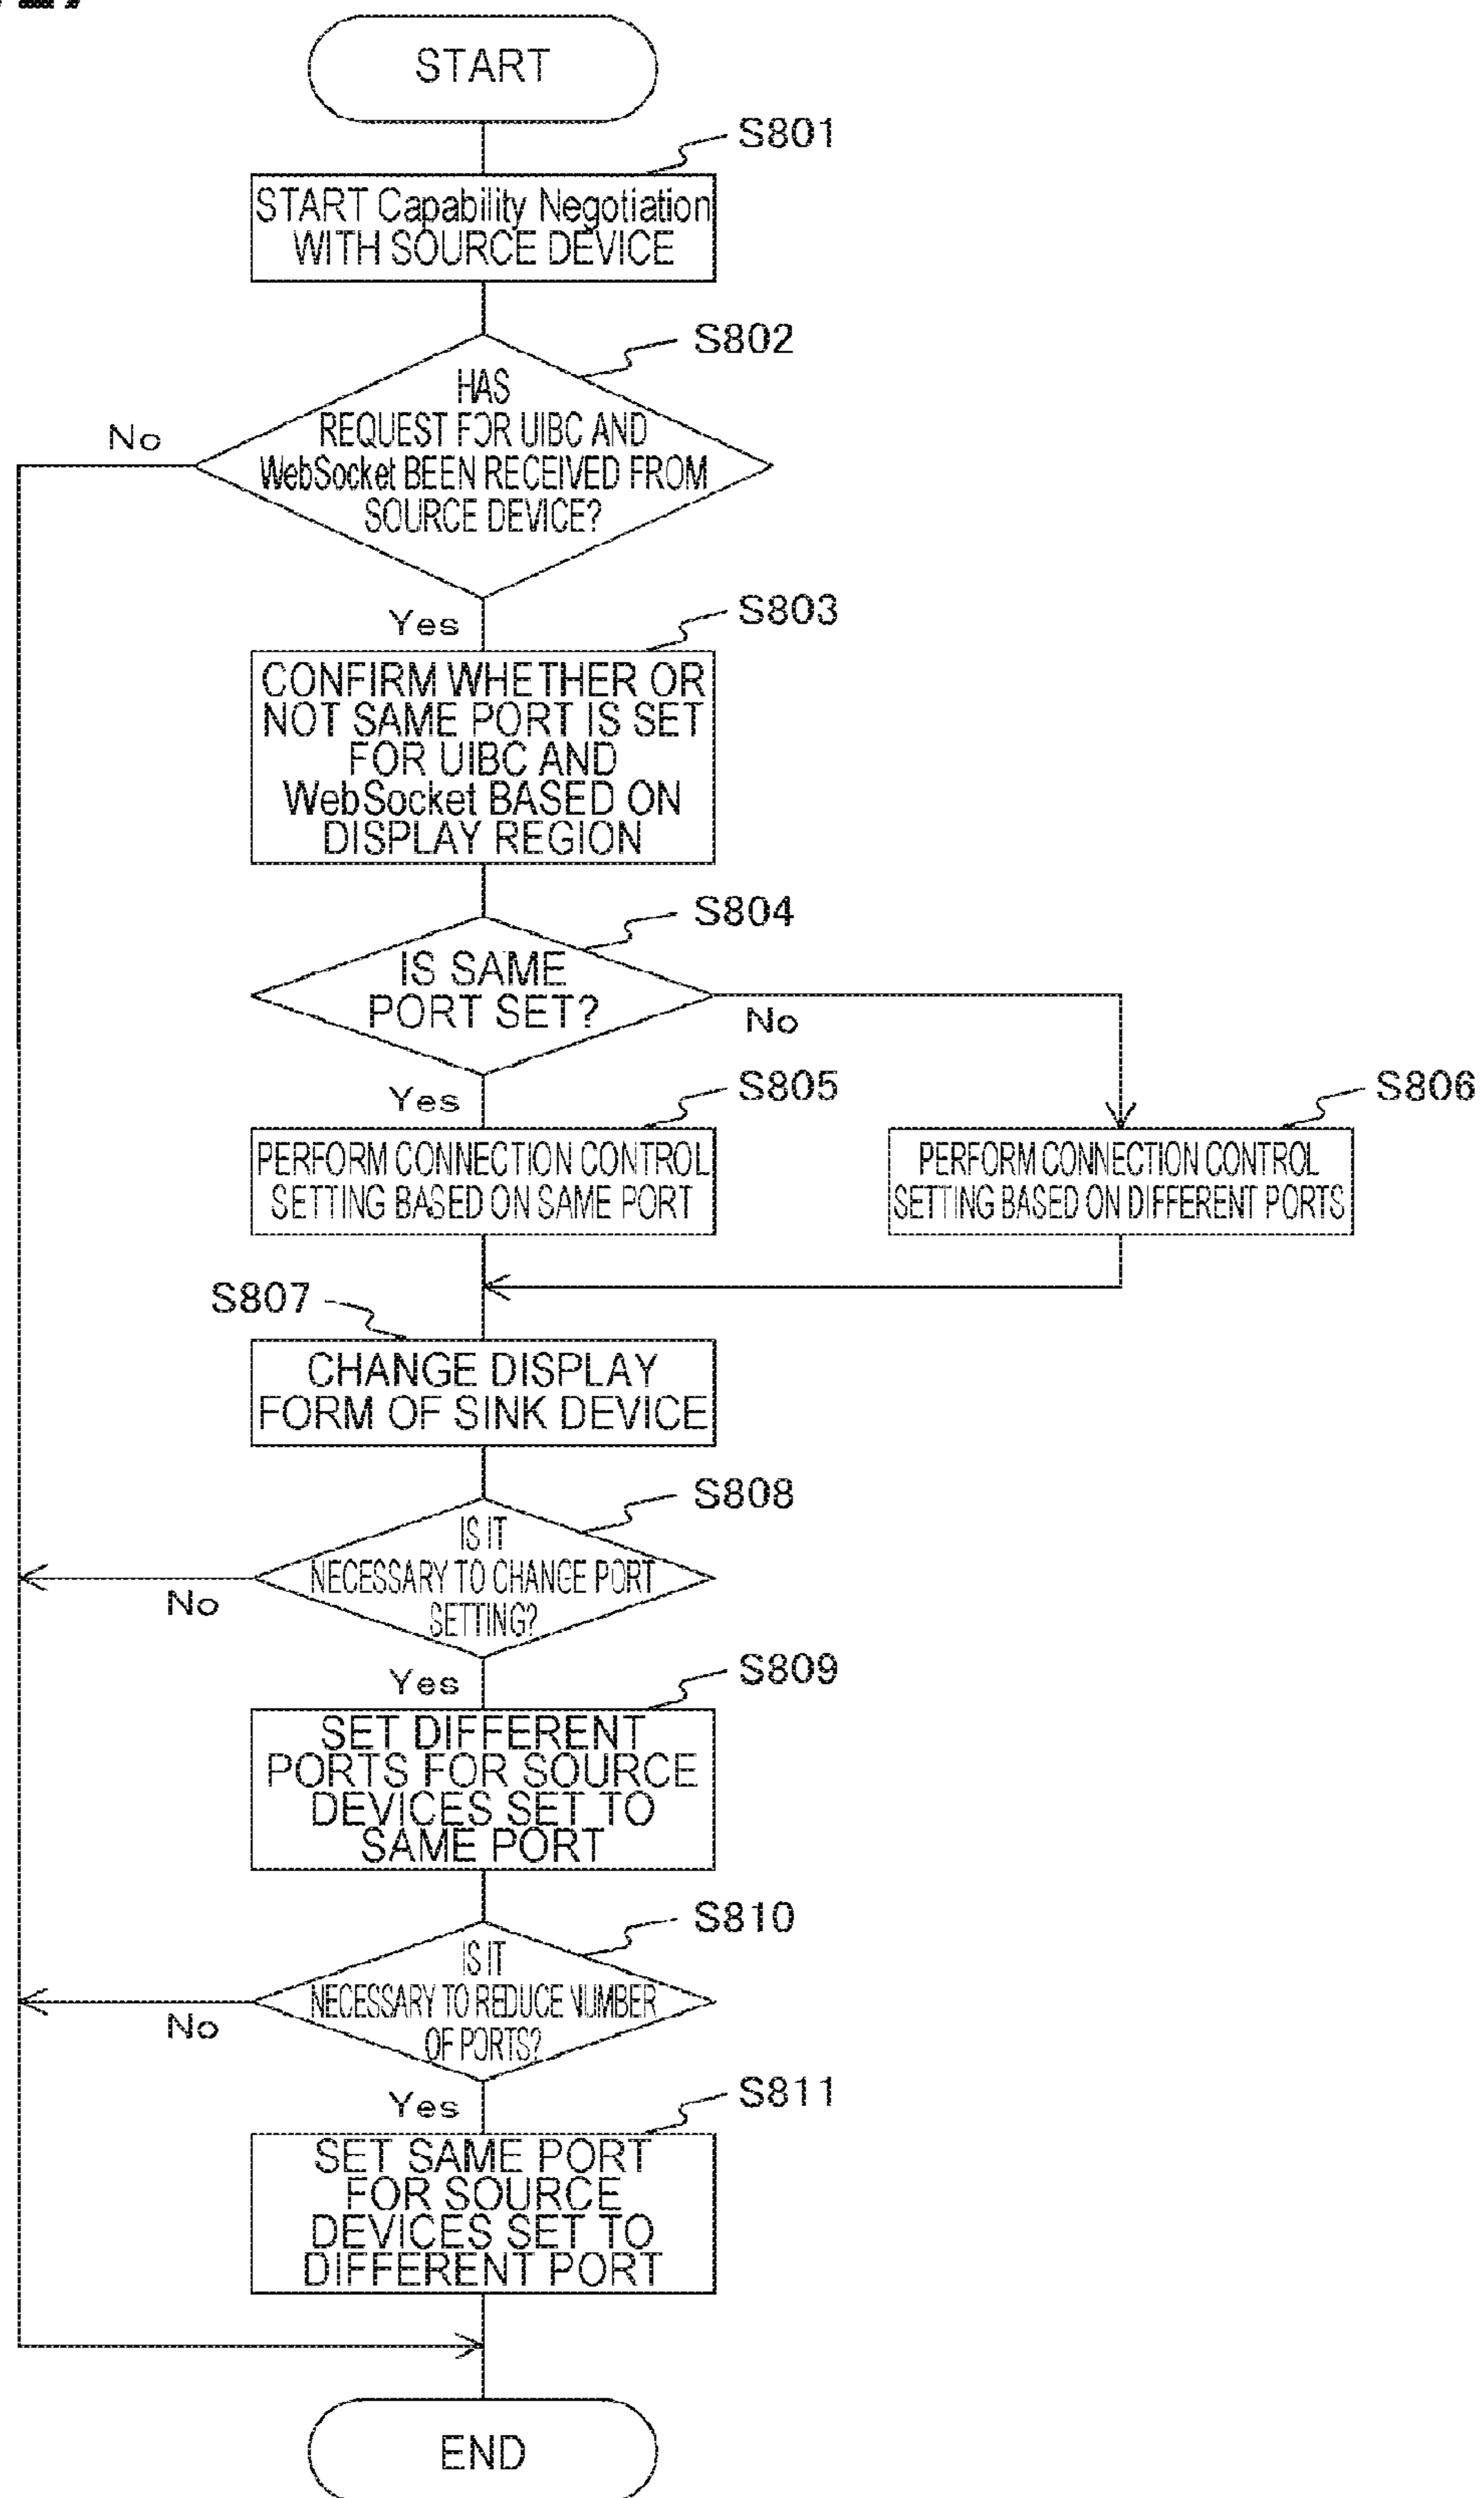 START
S801
START Capability Negotiation
WITH SOURCE DEVICE
S802
HAS
REQUEST FOR UIBC AND
WebSocket BEEN RECEIVED FROM
SOURCE DEVICE?
No
Yes
S803
CONFIRM WHETHER OR
NOT SAME PORT IS SET
FOR UIBC AND
WebSocket BASED ON
DISPLAY REGION
S804
IS SAME
PORT SET?
No
Yes
S805
S806
PERFORM CONNECTION CONTROL
SETTING BASED ON SAME PORT
PERFORM CONNECTION CONTROL
SETTING BASED ON DIFFERENT PORTS
S807
CHANGE DISPLAY
FORM OF SINK DEVICE
S808
IS IT
NECESSARY TO CHANGE PORT
SETTING?
No
Yes
S809
SET DIFFERENT
PORTS FOR SOURCE
DEVICES SET TO
SAME PORT
S810
IS IT
NECESSARY TO REDUCE NUMBER
OF PORTS?
No
Yes
S811
SET SAME PORT
FOR SOURCE
DEVICES SET TO
DIFFERENT PORT
END